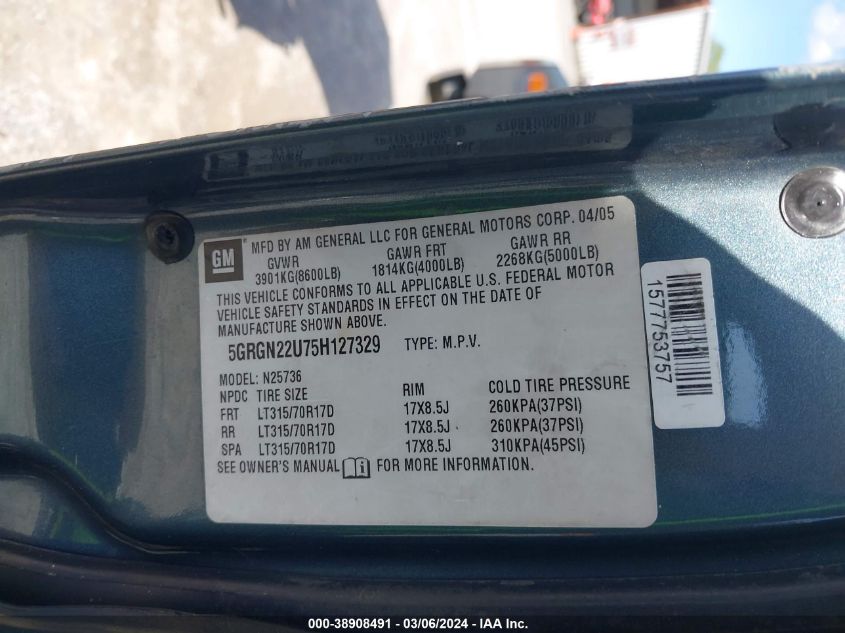 GM
MFD BY AM GENERAL LLC FOR GENERAL MOTORS CORP. 04/05
GVWR GAWR FRT GAWR RR
3901KG(8600LB) 1814KG(4000LB) 2268KG(5000LB)
THIS VEHICLE CONFORMS TO ALL APPLICABLE U.S. FEDERAL MOTOR
VEHICLE SAFETY STANDARDS IN EFFECT ON THE DATE OF
MANUFACTURE SHOWN ABOVE.
5GRGN22U75H127329 TYPE: M.P.V.
MODEL: N25736
NPDC TIRE SIZE RIM COLD TIRE PRESSURE
FRT LT315/70R17D 17X8.5J 260KPA(37PSI)
RR LT315/70R17D 17X8.5J 260KPA(37PSI)
SPA LT315/70R17D 17X8.5J 310KPA(45PSI)
SEE OWNER'S MANUAL FOR MORE INFORMATION.
1577753757
000-38908491 - 03/06/2024 - IAA Inc.